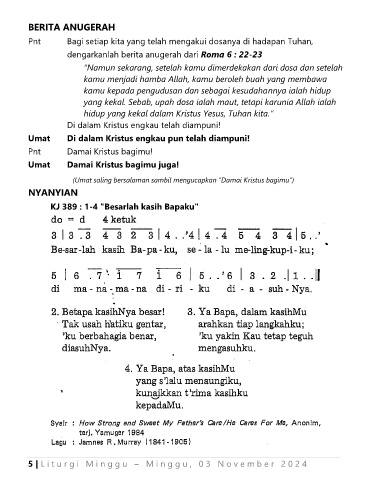 BERITA ANUGERAH
Pnt Bagi setiap kita yang telah mengakui dosanya di hadapan Tuhan,
dengarkanlah berita anugerah dari Roma 6 : 22-23
"Namun sekarang, setelah kamu dimerdekakan dari dosa dan setelah
kamu menjadi hamba Allah, kamu beroleh buah yang membawa
kamu kepada pengudusan dan sebagai kesudahannya ialah hidup
yang kekal. Sebab, upah dosa ialah maut, tetapi karunia Allah ialah
hidup yang kekal dalam Kristus Yesus, Tuhan kita."
Di dalam Kristus engkau telah diampuni!
Umat Di dalam Kristus engkau pun telah diampuni!
Pnt Damai Kristus bagimu!
Umat Damai Kristus bagimu juga!
(Umat saling bersalaman sambil mengucapkan "Damai Kristus bagimu")
NYANYIAN
KJ 389 : 1-4 "Besarlah kasih Bapaku"
do = d 4 ketuk
3 | 3 . 3 4 3 2 3 | 4 . .' 4 | 4 . 4 5 4 3 4 | 5 . .'
Be-sar-lah kasih Ba-pa-ku, se-la-lu me-ling-kup-i-ku;
5 | 6 . 7 1 7 1 6 | 5 . .' 6 | 3 . 2 . | 1 . . ||
di ma-na-ma-na di-ri-ku di-a-suh-Nya.
2. Betapa kasihNya besar!
Tak usah hatiku gentar,
'ku berbahagia benar,
diasuhNya.
3. Ya Bapa, dalam kasihMu
arahkan tiap langkahku;
'ku yakin Kau tetap teguh
mengasuhku.
4. Ya Bapa, atas kasihMu
yang s'lalu menaungiku,
kunaikkan t'rima kasihku
kepadaMu.
Syair : How Strong and Sweet My Father's Care/He Cares For Me, Anonim,
terj. Yamuger 1984
Lagu : James R. Murray (1841-1905)
5 | Liturgi Minggu – Minggu, 03 November 2024